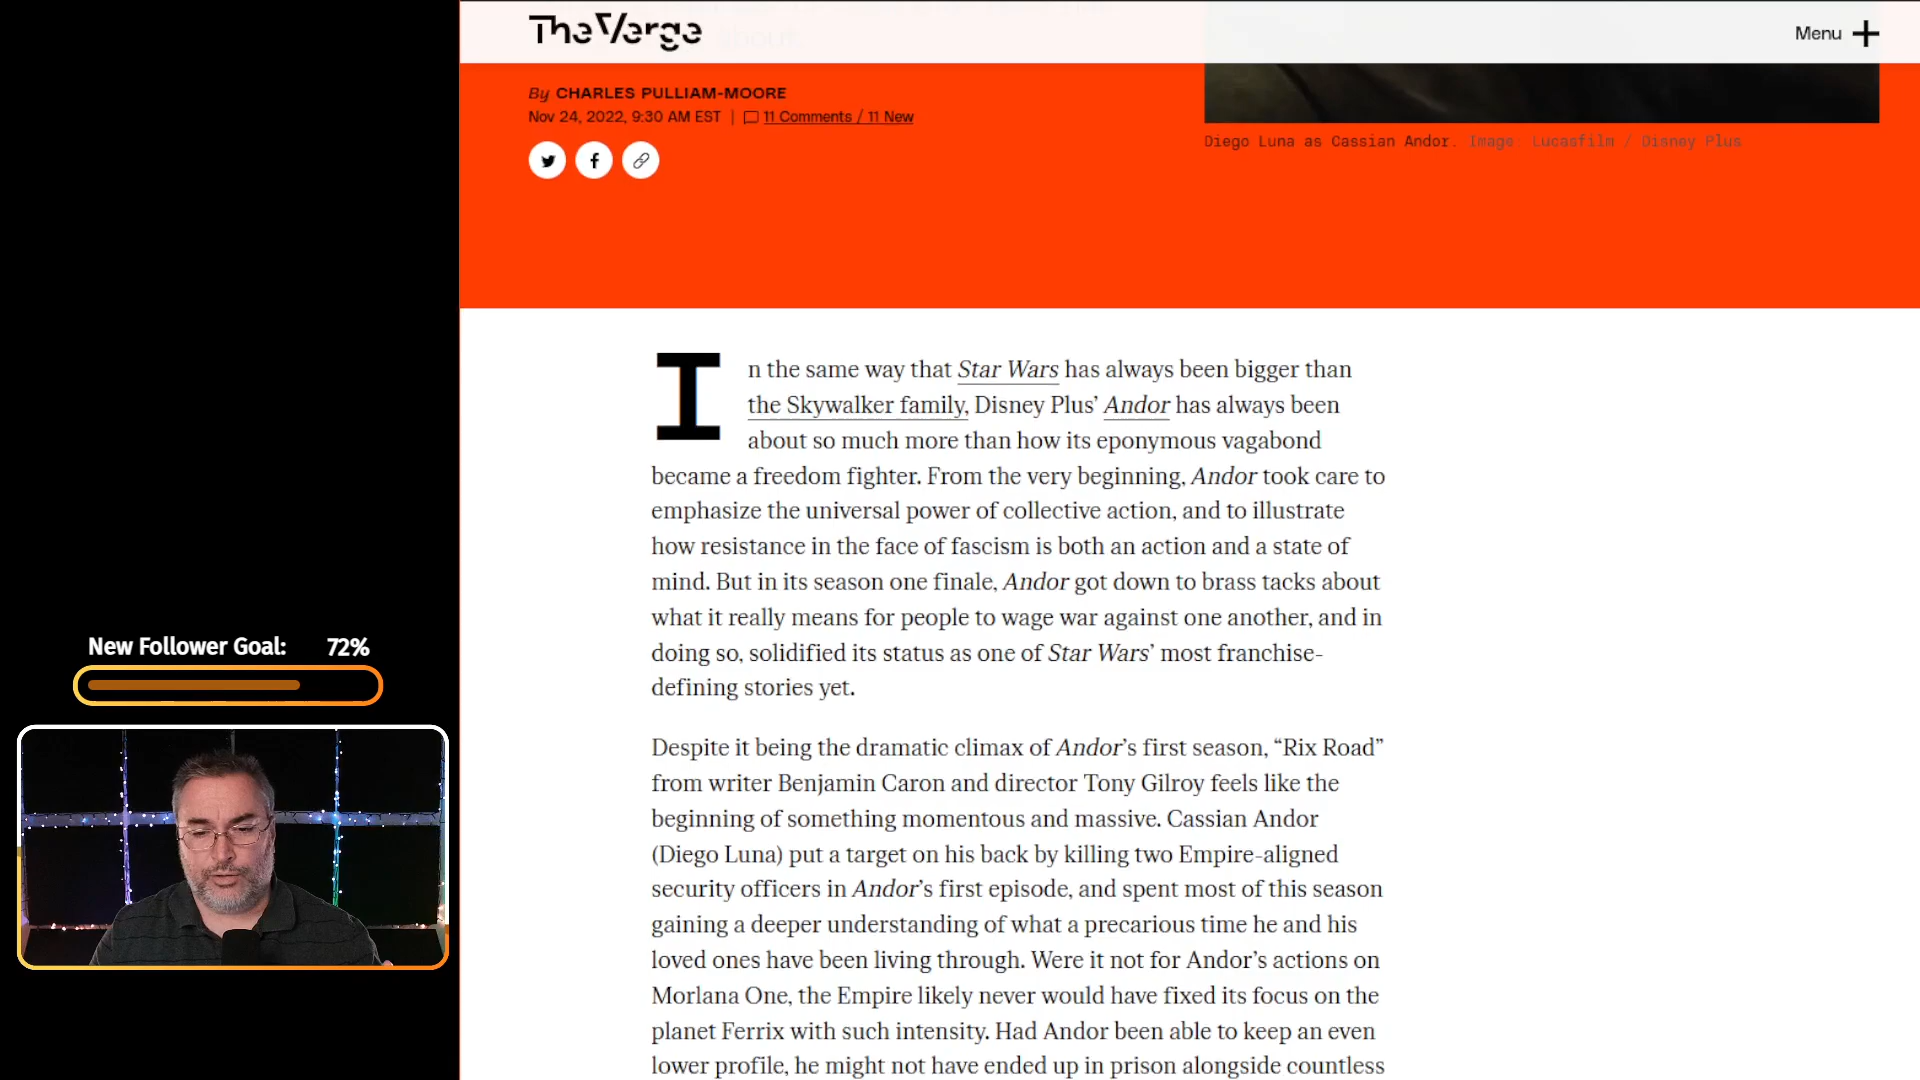 The Verge
Menu
By CHARLES PULLIAM-MOORE
Nov 24, 2022, 9:30 AM EST | 11 Comments / 11 New
Diego Luna as Cassian Andor. Image: Lucasfilm / Disney Plus
In the same way that Star Wars has always been bigger than
the Skywalker family, Disney Plus’ Andor has always been
about so much more than how its eponymous vagabond
became a freedom fighter. From the very beginning, Andor took care to
emphasize the universal power of collective action, and to illustrate
how resistance in the face of fascism is both an action and a state of
mind. But in its season one finale, Andor got down to brass tacks about
what it really means for people to wage war against one another, and in
doing so, solidified its status as one of Star Wars’ most franchise-
defining stories yet.
Despite it being the dramatic climax of Andor’s first season, “Rix Road”
from writer Benjamin Caron and director Tony Gilroy feels like the
beginning of something momentous and massive. Cassian Andor
(Diego Luna) put a target on his back by killing two Empire-aligned
security officers in Andor’s first episode, and spent most of this season
gaining a deeper understanding of what a precarious time he and his
loved ones have been living through. Were it not for Andor’s actions on
Morlana One, the Empire likely never would have fixed its focus on the
planet Ferrix with such intensity. Had Andor been able to keep an even
lower profile, he might not have ended up in prison alongside countless
New Follower Goal: 72%